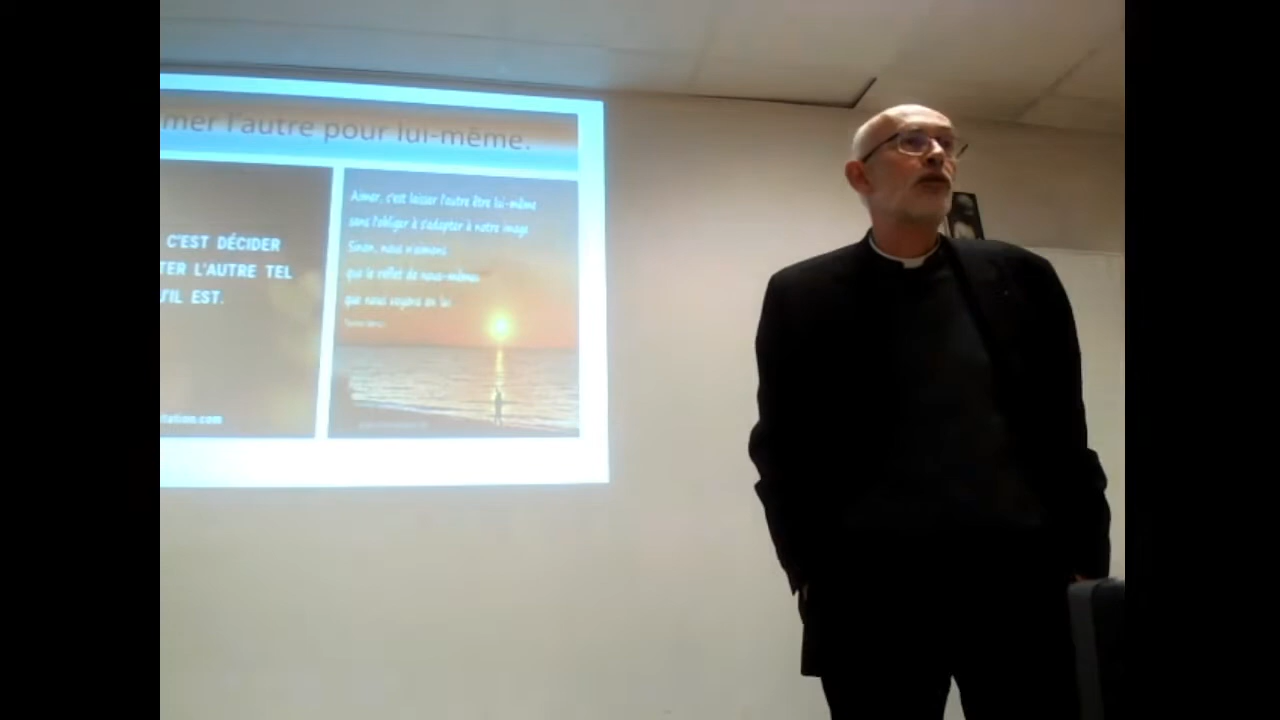 mer l'autre pour lui-même.
C'EST DÉCIDER
TER L'AUTRE TEL
'IL EST.
tation.com
Aimer, c'est laisser l'autre être lui-même
sans l'obliger à s'adapter à notre image
Sinon, nous n'aimons
que le reflet de nous-mêmes
que nous voyons en lui